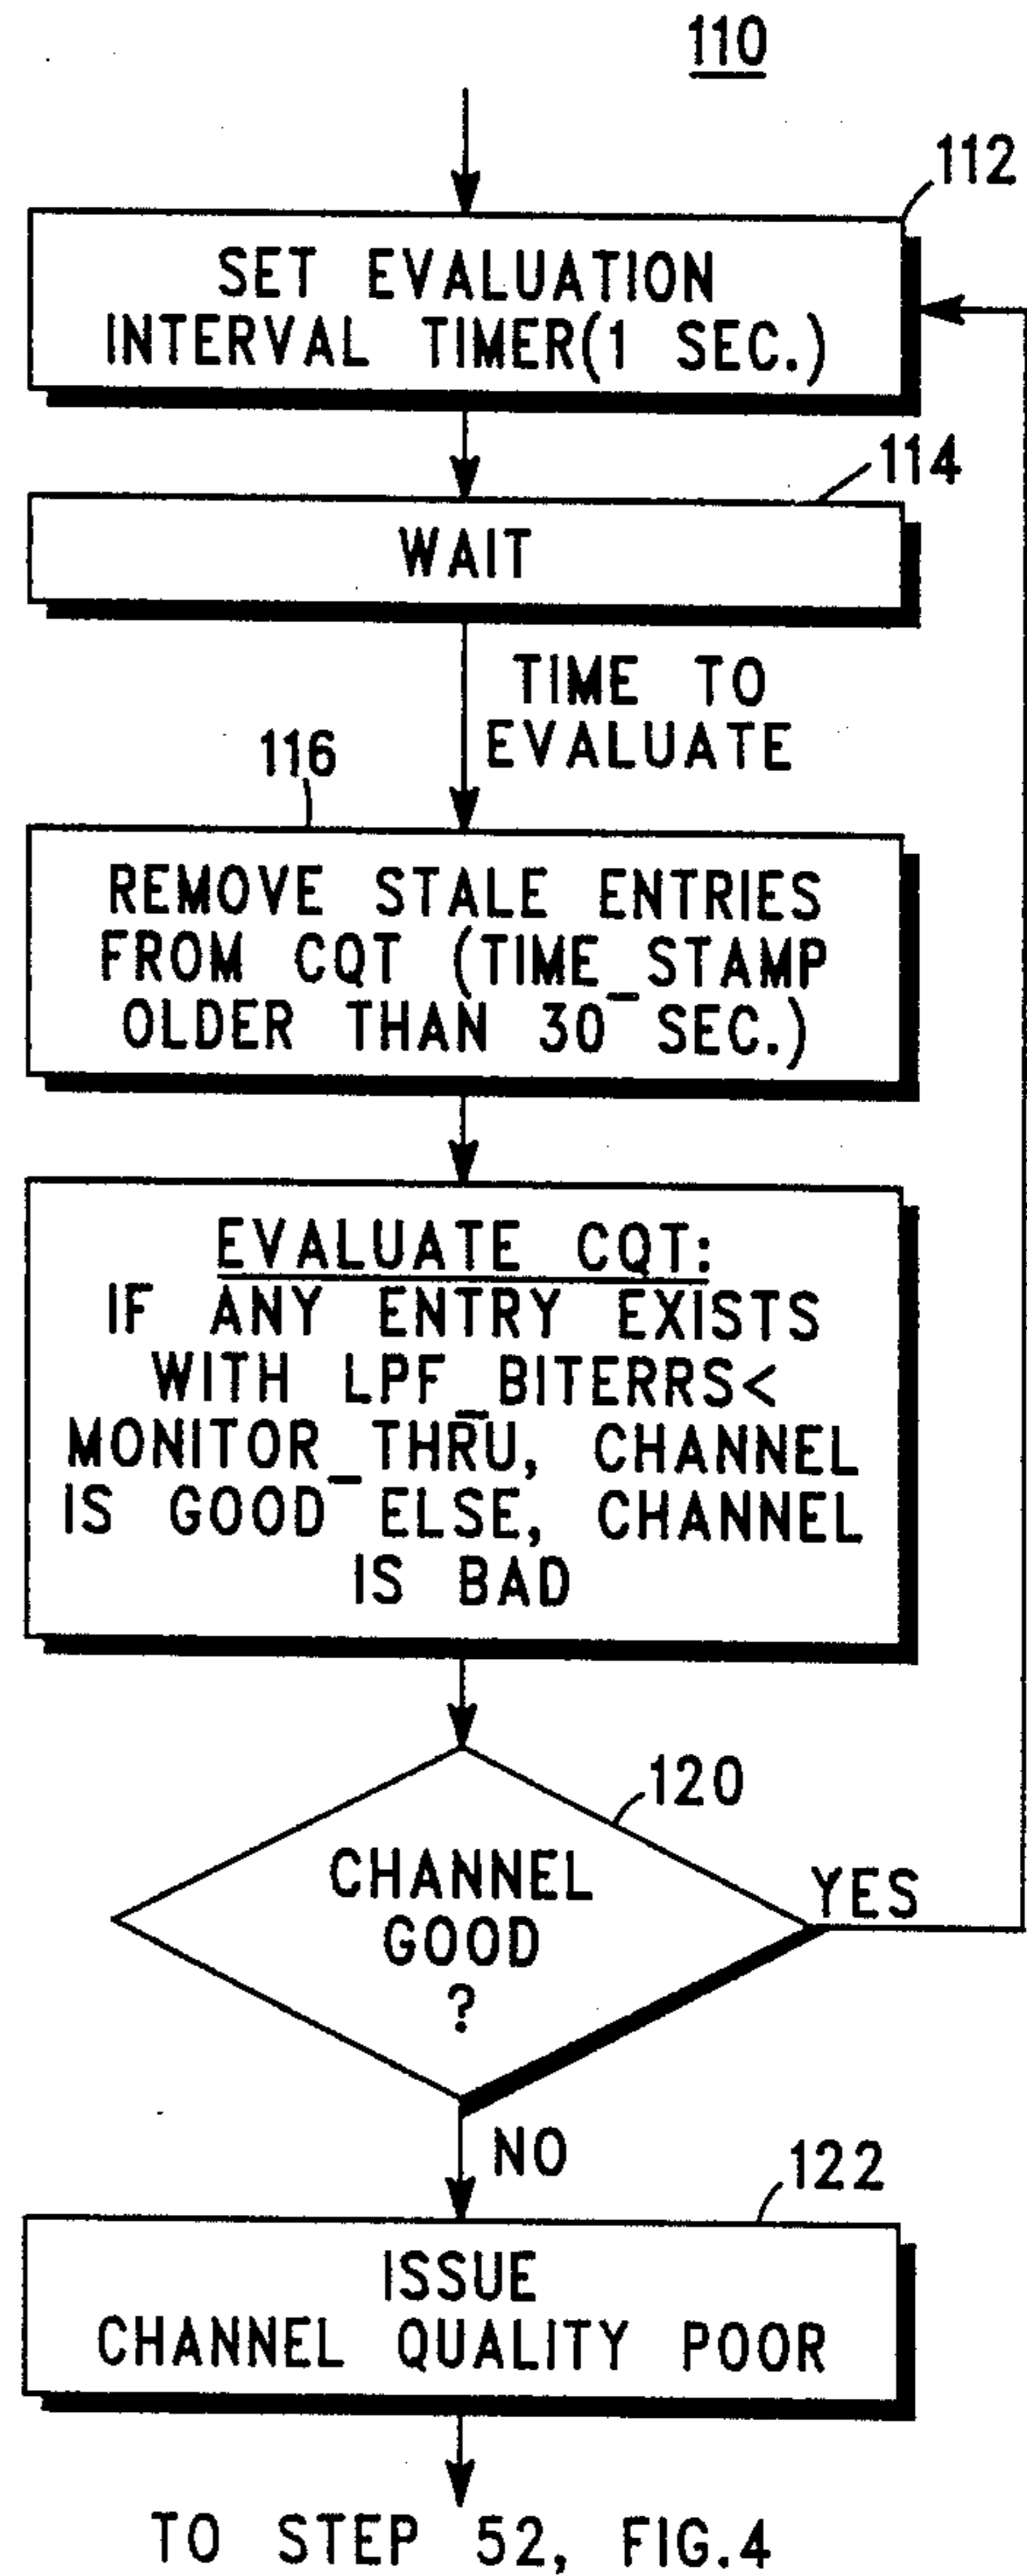 110
112
SET EVALUATION
INTERVAL TIMER(1 SEC.)
114
WAIT
TIME TO
EVALUATE
116
REMOVE STALE ENTRIES
FROM CQT (TIME_STAMP
OLDER THAN 30 SEC.)
EVALUATE CQT:
IF ANY ENTRY EXISTS
WITH LPF_BITERRS<
MONITOR_THRU, CHANNEL
IS GOOD ELSE, CHANNEL
IS BAD
120
CHANNEL
GOOD
?
YES
NO
122
ISSUE
CHANNEL QUALITY POOR
TO STEP 52, FIG.4